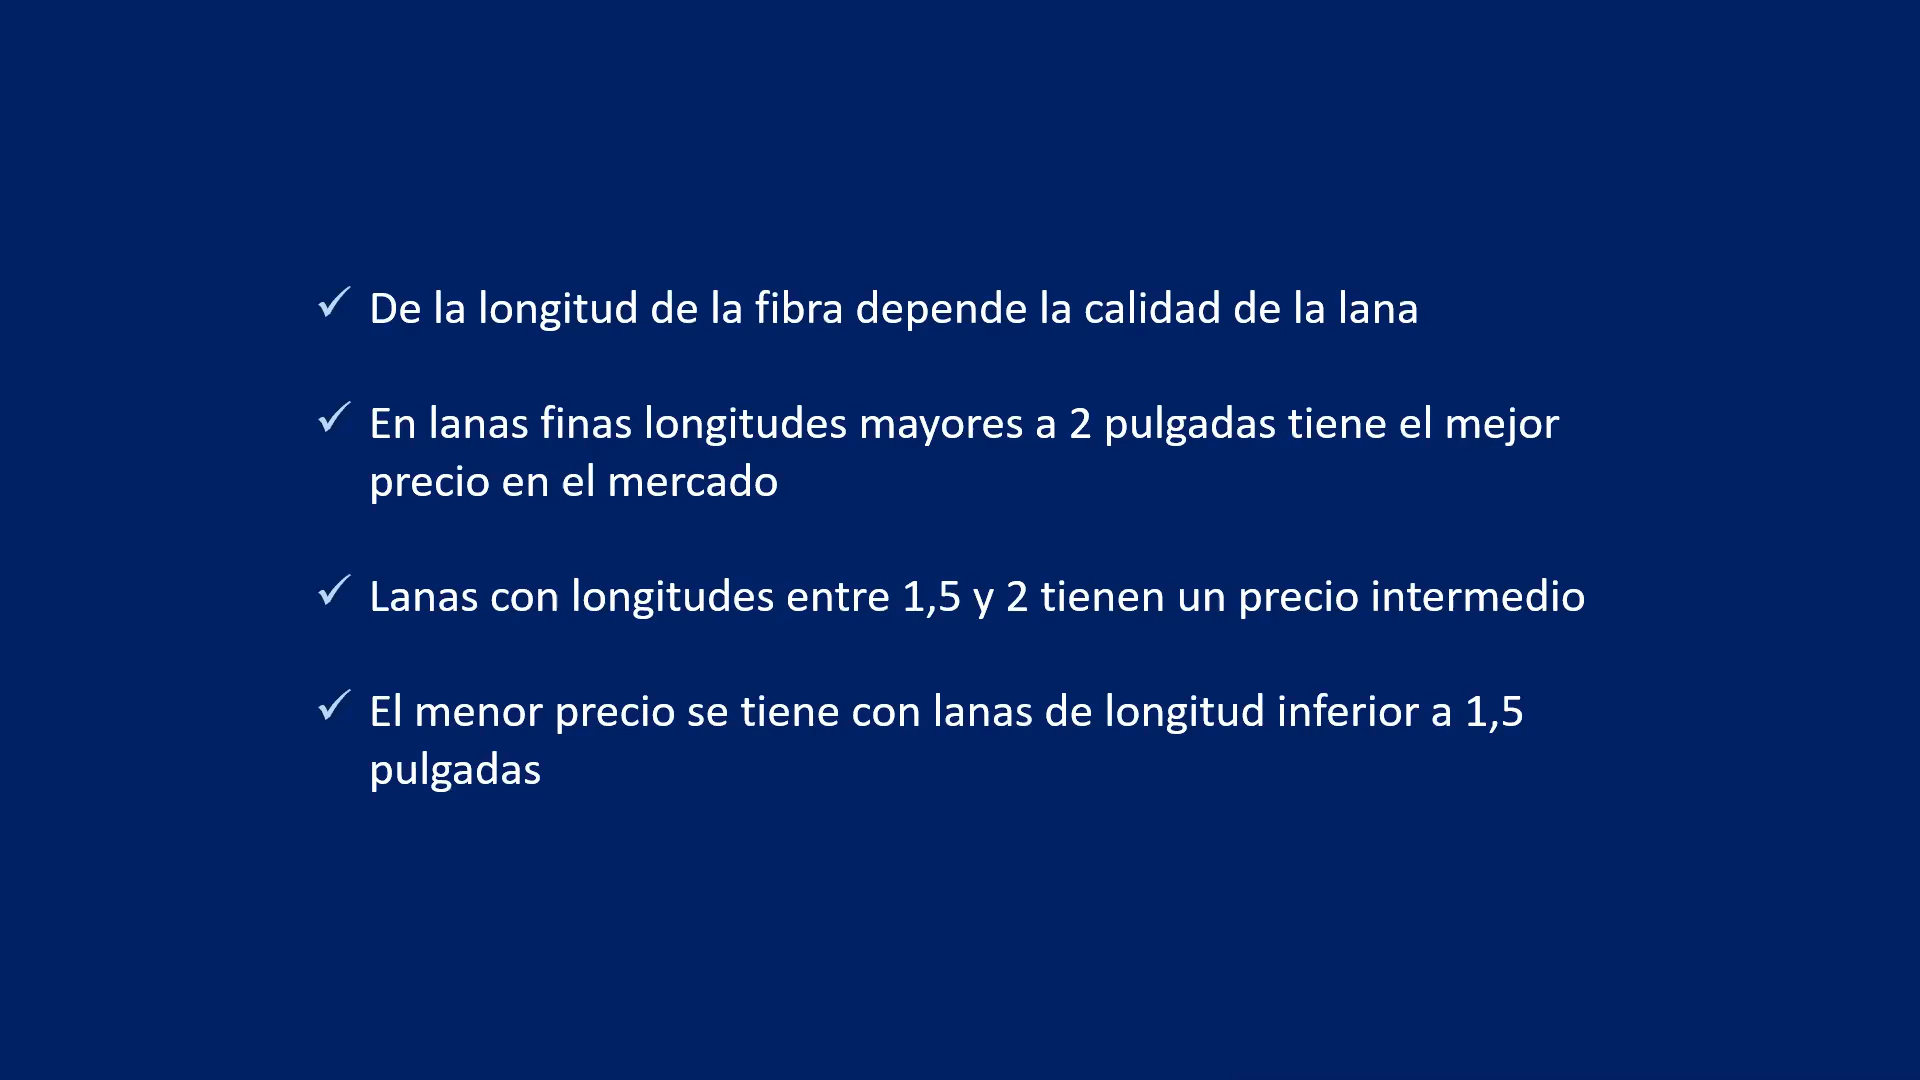 ✓ De la longitud de la fibra depende la calidad de la lana
✓ En lanas finas longitudes mayores a 2 pulgadas tiene el mejor
precio en el mercado
✓ Lanas con longitudes entre 1,5 y 2 tienen un precio intermedio
✓ El menor precio se tiene con lanas de longitud inferior a 1,5
pulgadas